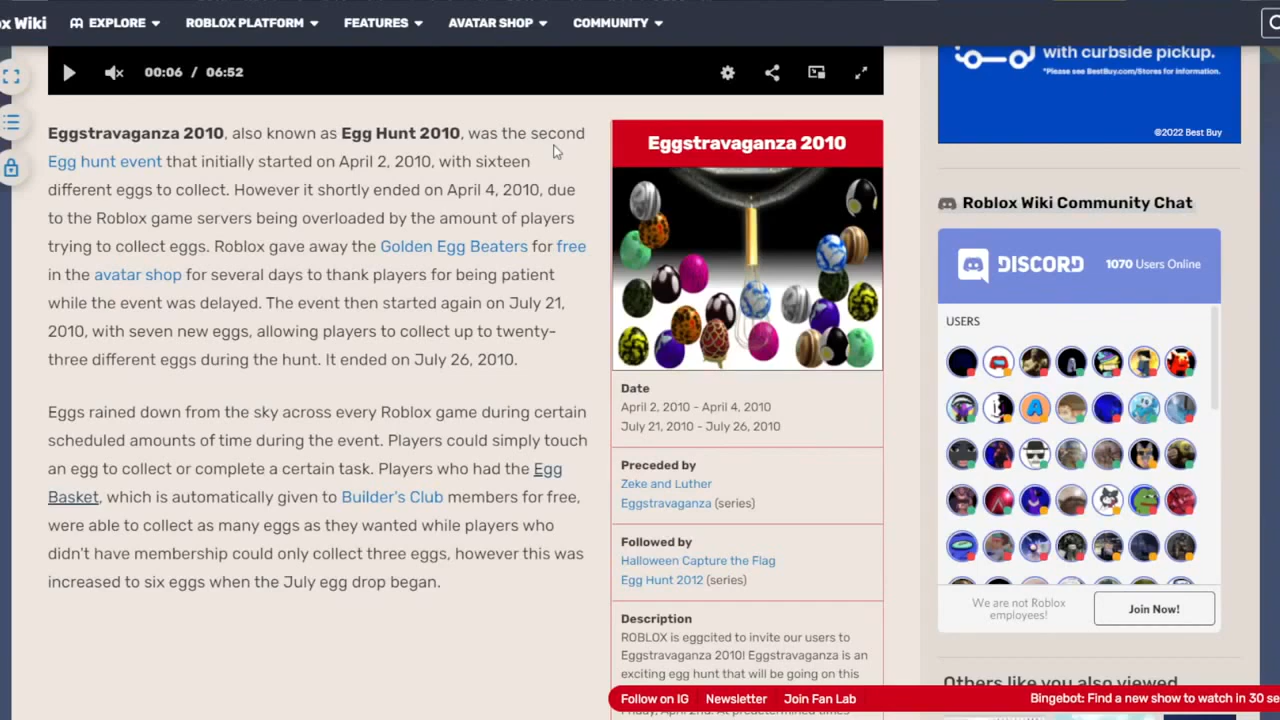 ox Wiki
EXPLORE
ROBLOX PLATFORM
FEATURES
AVATAR SHOP
COMMUNITY
00:06 / 06:52
Eggstravaganza 2010, also known as Egg Hunt 2010, was the second
Egg hunt event that initially started on April 2, 2010, with sixteen
different eggs to collect. However it shortly ended on April 4, 2010, due
to the Roblox game servers being overloaded by the amount of players
trying to collect eggs. Roblox gave away the Golden Egg Beaters for free
in the avatar shop for several days to thank players for being patient
while the event was delayed. The event then started again on July 21,
2010, with seven new eggs, allowing players to collect up to twenty-
three different eggs during the hunt. It ended on July 26, 2010.
Eggs rained down from the sky across every Roblox game during certain
scheduled amounts of time during the event. Players could simply touch
an egg to collect or complete a certain task. Players who had the Egg
Basket, which is automatically given to Builder's Club members for free,
were able to collect as many eggs as they wanted while players who
didn't have membership could only collect three eggs, however this was
increased to six eggs when the July egg drop began.
Eggstravaganza 2010
Date
April 2, 2010 - April 4, 2010
July 21, 2010 - July 26, 2010
Preceded by
Zeke and Luther
Eggstravaganza (series)
Followed by
Halloween Capture the Flag
Egg Hunt 2012 (series)
Description
ROBLOX is eggcited to invite our users to
Eggstravaganza 2010! Eggstravaganza is an
exciting egg hunt that will be going on this
with curbside pickup.
*Please see BestBuy.com/Stores for information.
©2022 Best Buy
Roblox Wiki Community Chat
DISCORD
1070 Users Online
USERS
A
We are not Roblox
employees!
Join Now!
Others like you also viewed
Follow on IG
Newsletter
Join Fan Lab
Bingebot: Find a new show to watch in 30 se